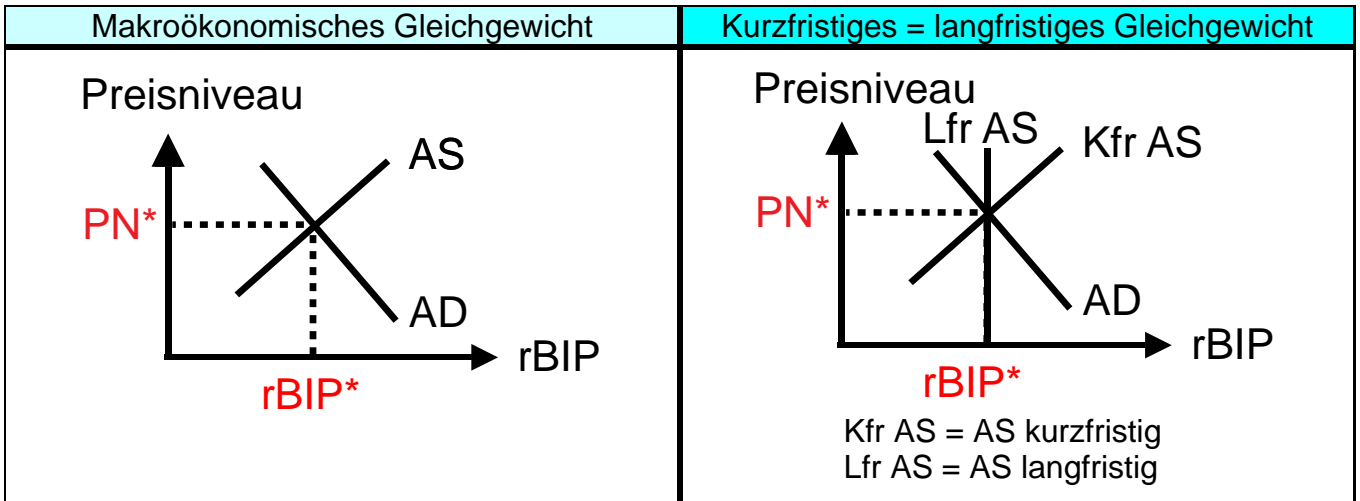 Makroökonomisches Gleichgewicht
Preisniveau
AS
PN*
AD
rBIP
rBIP*
Kurzfristiges = langfristiges Gleichgewicht
Preisniveau
Lfr AS
Kfr AS
PN*
AD
rBIP
rBIP*
Kfr AS = AS kurzfristig
Lfr AS = AS langfristig